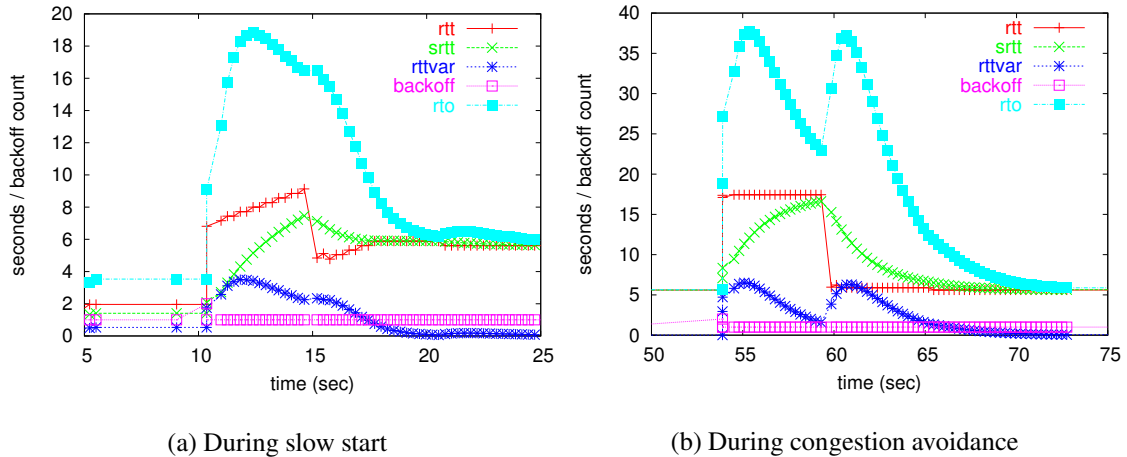 20
18
16
14
12
10
8
6
4
2
0
5
10
15
20
25
seconds / backoff count
time (sec)
rtt
srtt
rttvar
backoff
rto
(a) During slow start
40
35
30
25
20
15
10
5
0
50
55
60
65
70
75
seconds / backoff count
time (sec)
rtt
srtt
rttvar
backoff
rto
(b) During congestion avoidance